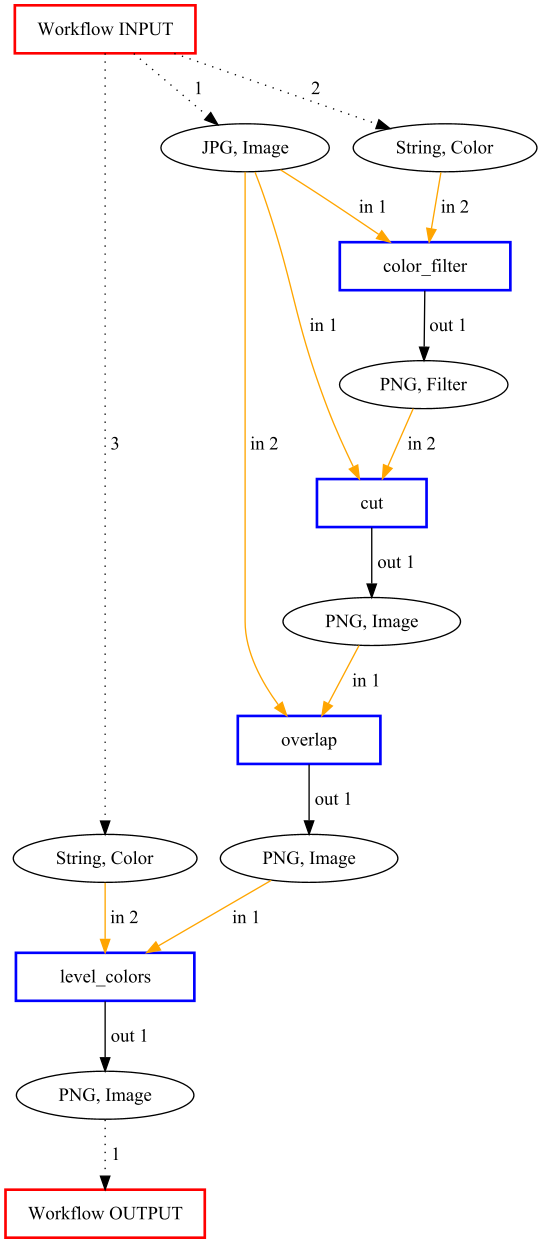 Workflow INPUT
1
2
JPG, Image
String, Color
in 1
in 2
color_filter
in 1
out 1
PNG, Filter
3
in 2
in 2
cut
out 1
PNG, Image
in 1
overlap
out 1
String, Color
PNG, Image
in 2
in 1
level_colors
out 1
PNG, Image
1
Workflow OUTPUT